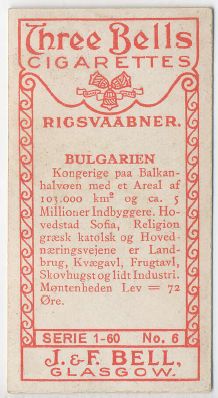 Three Bells
CIGARETTES
RIGSVAABNER.
BULGARIEN
Kongerige paa Balkan-
halvøen med et Areal af
103.000 km² og ca. 5
Millioner Indbyggere. Ho-
vedstad Sofia, Religion
græsk katolsk og Hoved-
næringsvejene er Land-
brug, Kvægavl, Frugtavl,
Skovhugst og lidt Industri.
Møntenheden Lev = 72
Øre.
SERIE 1-60 No. 6
J. & F. BELL,
GLASGOW.